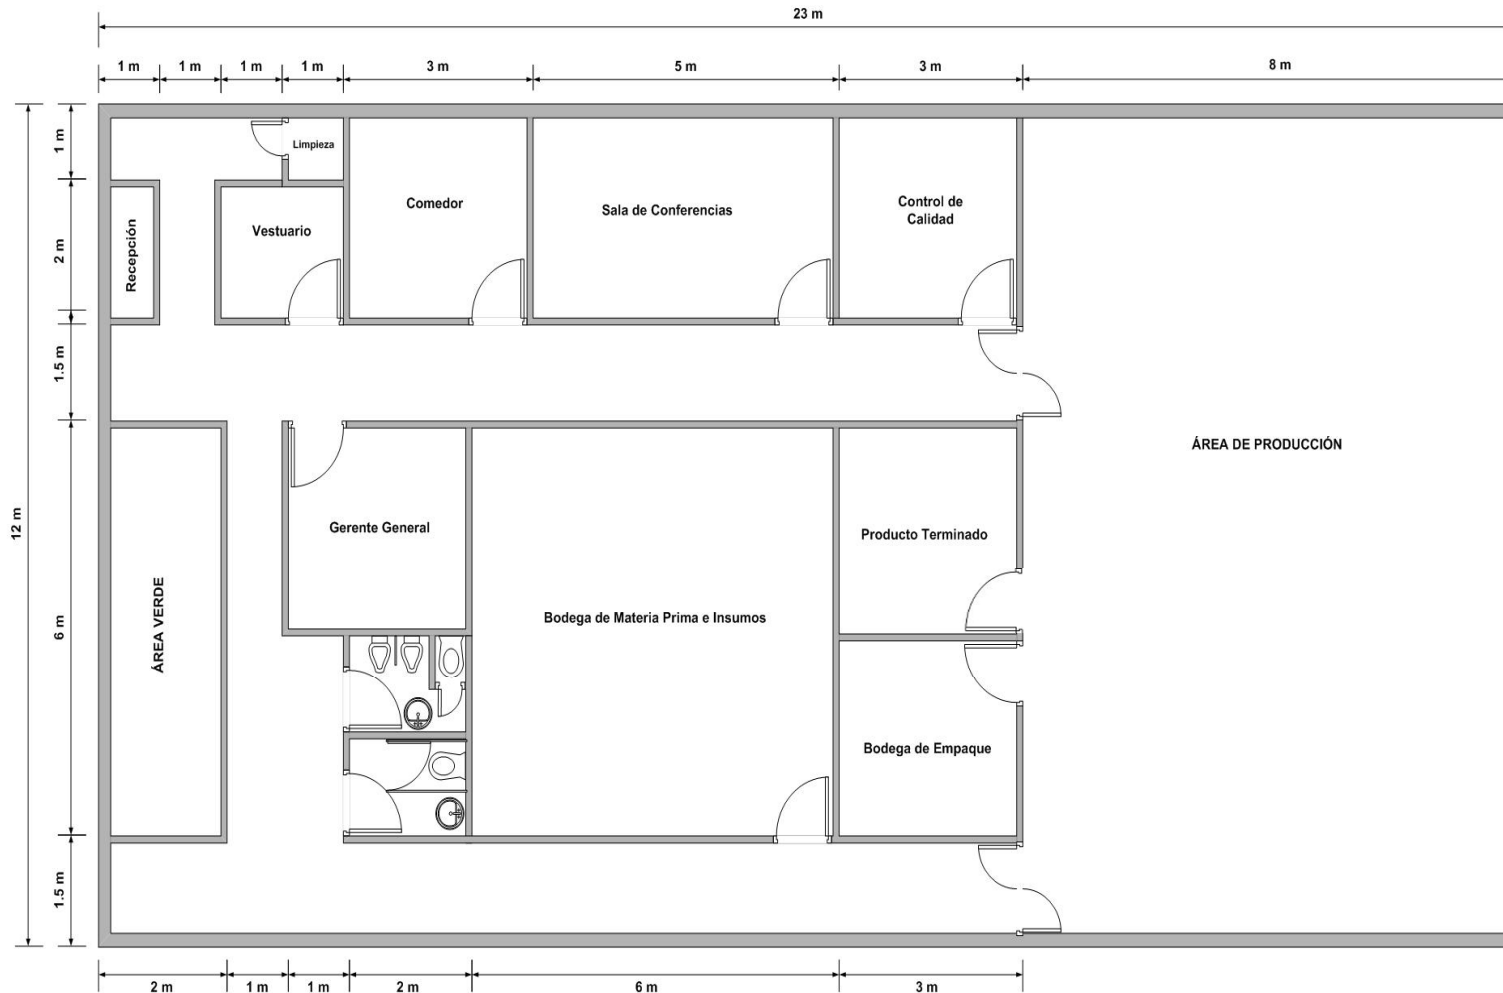 23 m
1 m
1 m
1 m
1 m
3 m
5 m
3 m
8 m
1 m
Limpieza
Comedor
Sala de Conferencias
Control de
Calidad
Recepción
Vestuario
2 m
1.5 m
ÁREA DE PRODUCCIÓN
12 m
Gerente General
Producto Terminado
6 m
ÁREA VERDE
Bodega de Materia Prima e Insumos
Bodega de Empaque
1.5 m
2 m
1 m
1 m
2 m
6 m
3 m